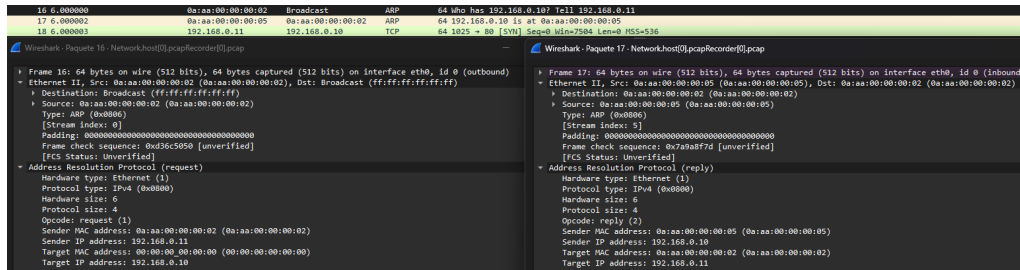 16 6.000000 0a:aa:00:00:00:02 Broadcast ARP 64 Who has 192.168.0.10? Tell 192.168.0.11
17 6.000002 0a:aa:00:00:00:05 0a:aa:00:00:00:02 ARP 64 192.168.0.10 is at 0a:aa:00:00:00:05
18 6.000003 192.168.0.11 192.168.0.10 TCP 64 1025 → 80 [SYN] Seq=0 Win=7504 Len=0 MSS=536
Wireshark · Paquete 16 · Network.host[0].pcapRecorder[0].pcap
Frame 16: 64 bytes on wire (512 bits), 64 bytes captured (512 bits) on interface eth0, id 0 (outbound)
Ethernet II, Src: 0a:aa:00:00:00:02 (0a:aa:00:00:00:02), Dst: Broadcast (ff:ff:ff:ff:ff:ff)
Destination: Broadcast (ff:ff:ff:ff:ff:ff)
Source: 0a:aa:00:00:00:02 (0a:aa:00:00:00:02)
Type: ARP (0x0806)
[Stream index: 0]
Padding: 000000000000000000000000000000000000
Frame check sequence: 0xd36c5050 [unverified]
[FCS Status: Unverified]
Address Resolution Protocol (request)
Hardware type: Ethernet (1)
Protocol type: IPv4 (0x0800)
Hardware size: 6
Protocol size: 4
Opcode: request (1)
Sender MAC address: 0a:aa:00:00:00:02 (0a:aa:00:00:00:02)
Sender IP address: 192.168.0.11
Target MAC address: 00:00:00_00:00:00 (00:00:00:00:00:00)
Target IP address: 192.168.0.10
Wireshark · Paquete 17 · Network.host[0].pcapRecorder[0].pcap
Frame 17: 64 bytes on wire (512 bits), 64 bytes captured (512 bits) on interface eth0, id 0 (inbound
Ethernet II, Src: 0a:aa:00:00:00:05 (0a:aa:00:00:00:05), Dst: 0a:aa:00:00:00:02 (0a:aa:00:00:00:02)
Destination: 0a:aa:00:00:00:02 (0a:aa:00:00:00:02)
Source: 0a:aa:00:00:00:05 (0a:aa:00:00:00:05)
Type: ARP (0x0806)
[Stream index: 5]
Padding: 000000000000000000000000000000000000
Frame check sequence: 0x7a9a8f7d [unverified]
[FCS Status: Unverified]
Address Resolution Protocol (reply)
Hardware type: Ethernet (1)
Protocol type: IPv4 (0x0800)
Hardware size: 6
Protocol size: 4
Opcode: reply (2)
Sender MAC address: 0a:aa:00:00:00:05 (0a:aa:00:00:00:05)
Sender IP address: 192.168.0.10
Target MAC address: 0a:aa:00:00:00:02 (0a:aa:00:00:00:02)
Target IP address: 192.168.0.11